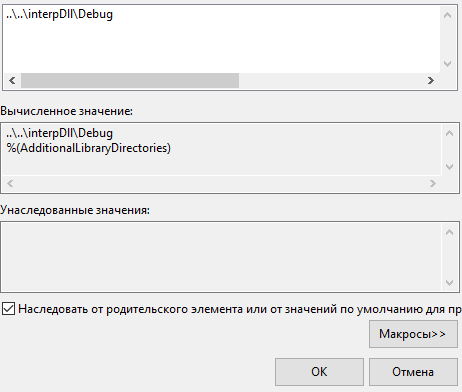 ..\..\interpDll\Debug
Вычисленное значение:
..\..\interpDll\Debug
%(AdditionalLibraryDirectories)
Унаследованные значения:
Наследовать от родительского элемента или от значений по умолчанию для пр
Макросы>>
OK
Отмена